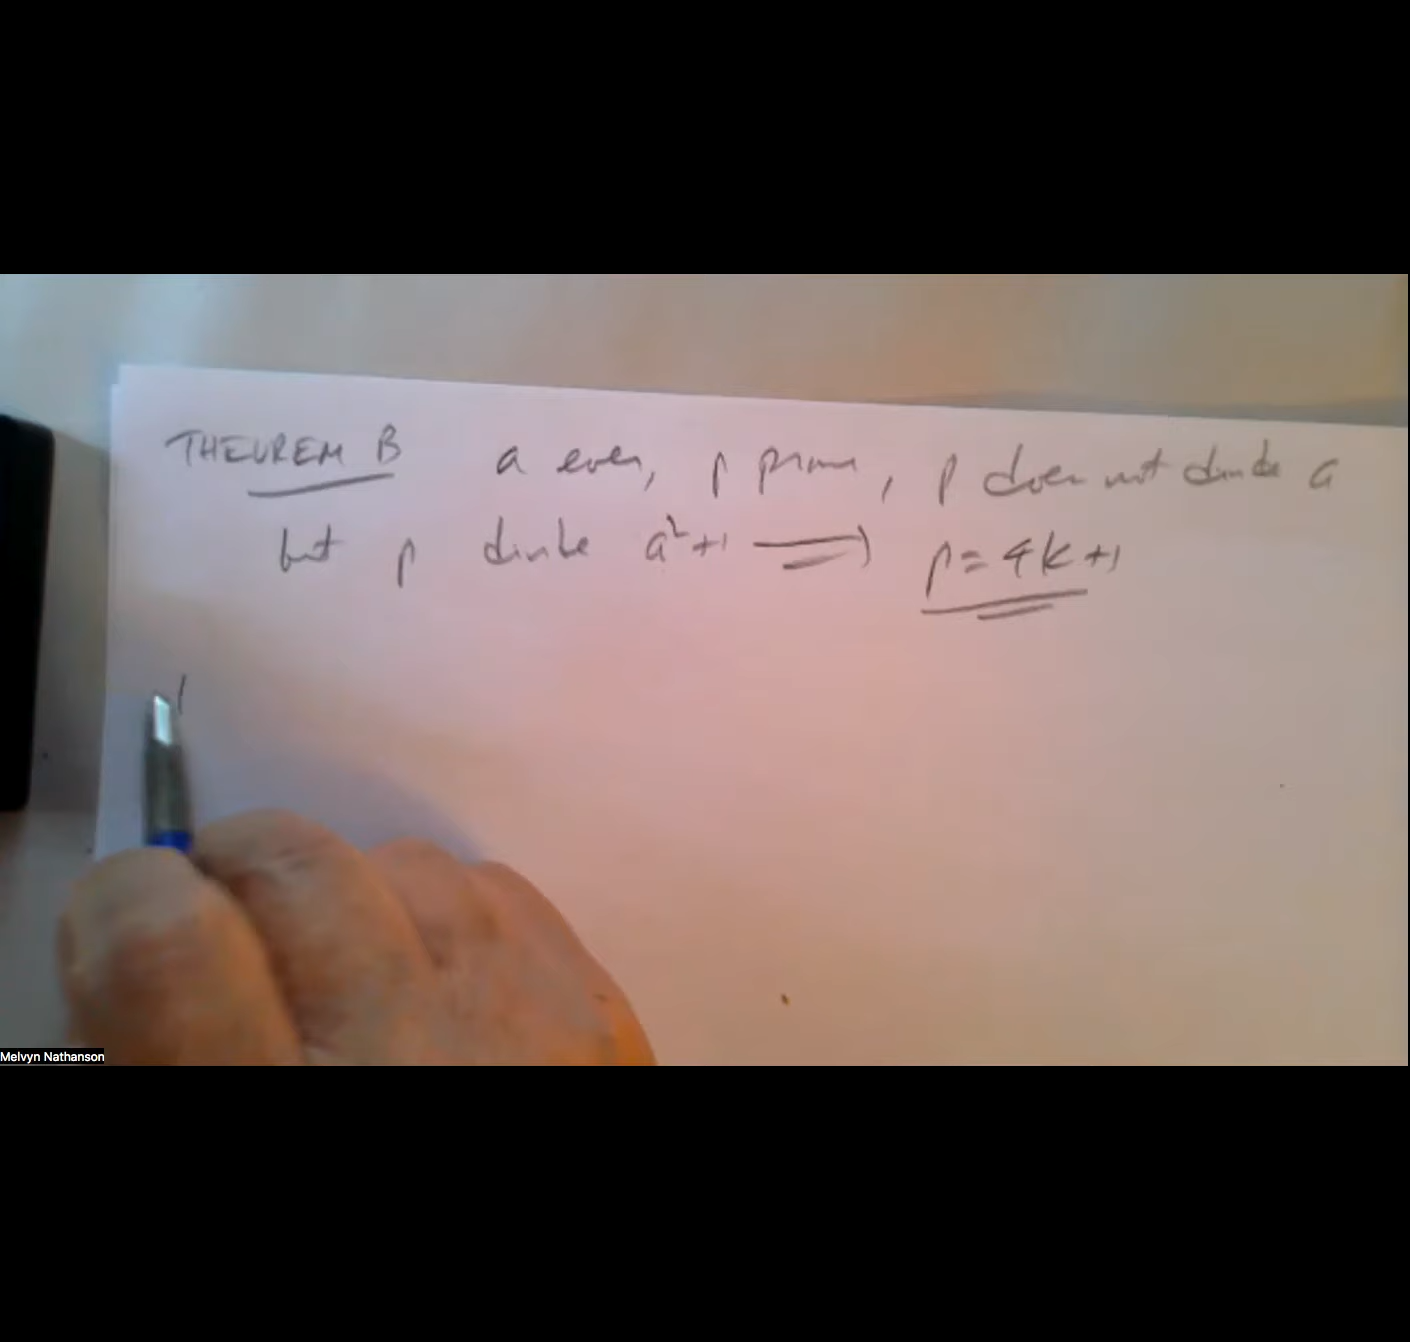 THEOREM B a even, p prime, p does not divide a
but p divide a²+1 ⟹ p=4k+1
Melvyn Nathanson